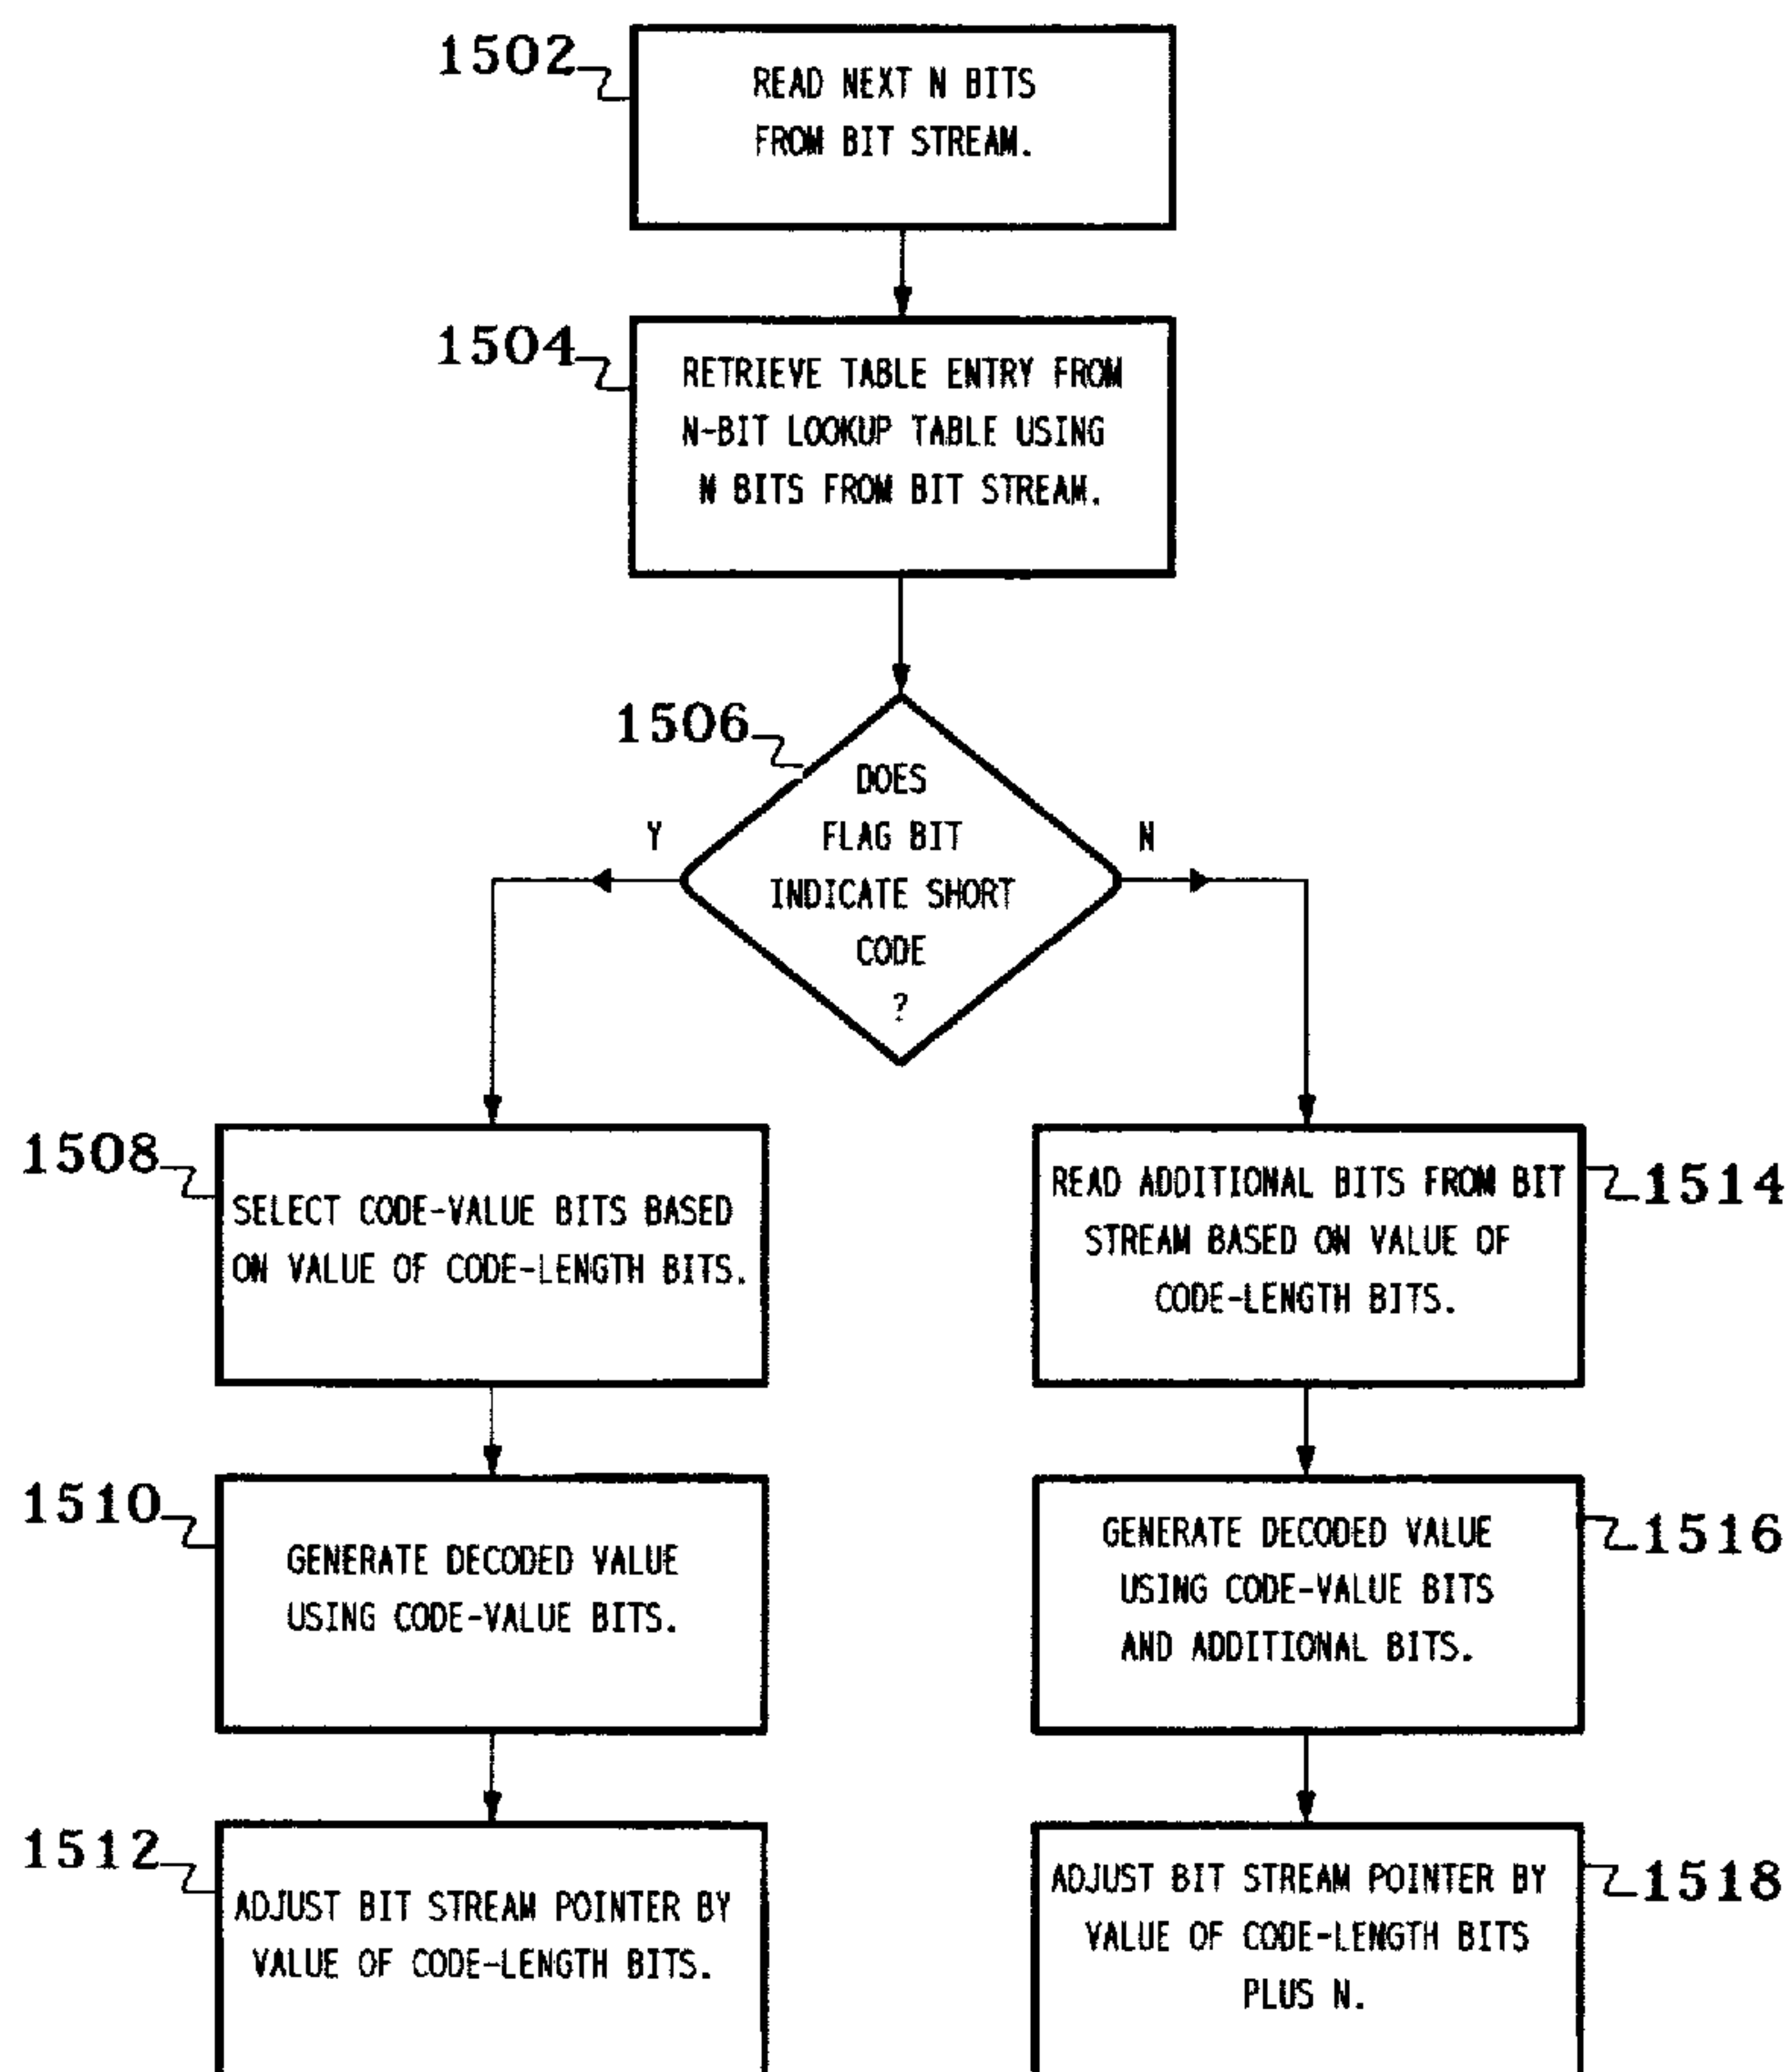 1502
READ NEXT N BITS
FROM BIT STREAM.
1504
RETRIEVE TABLE ENTRY FROM
N-BIT LOOKUP TABLE USING
N BITS FROM BIT STREAM.
1506
DOES
FLAG BIT
INDICATE SHORT
CODE
?
Y
N
1508
SELECT CODE-VALUE BITS BASED
ON VALUE OF CODE-LENGTH BITS.
1510
GENERATE DECODED VALUE
USING CODE-VALUE BITS.
1512
ADJUST BIT STREAM POINTER BY
VALUE OF CODE-LENGTH BITS.
1514
READ ADDITIONAL BITS FROM BIT
STREAM BASED ON VALUE OF
CODE-LENGTH BITS.
1516
GENERATE DECODED VALUE
USING CODE-VALUE BITS
AND ADDITIONAL BITS.
1518
ADJUST BIT STREAM POINTER BY
VALUE OF CODE-LENGTH BITS
PLUS N.